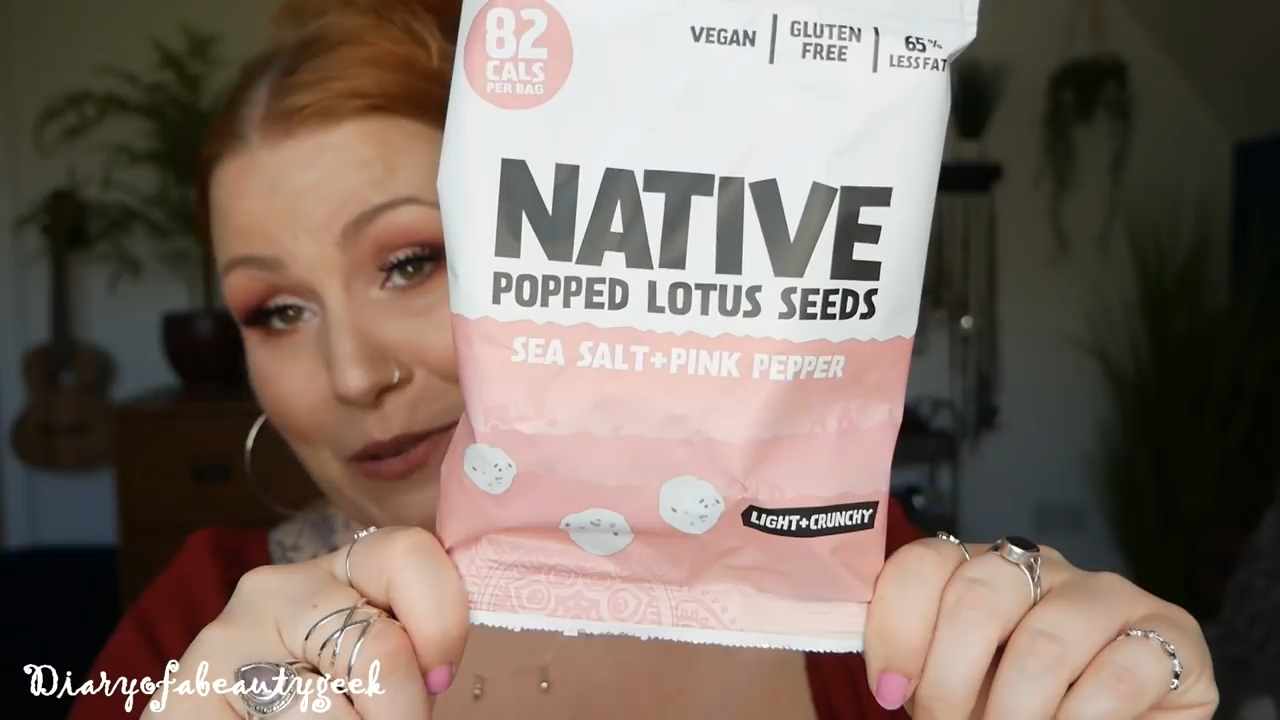 82
CALS
PER BAG
VEGAN
GLUTEN
FREE
65%
LESS FAT
NATIVE
POPPED LOTUS SEEDS
SEA SALT+PINK PEPPER
LIGHT+CRUNCHY
Diaryofabeautygeek